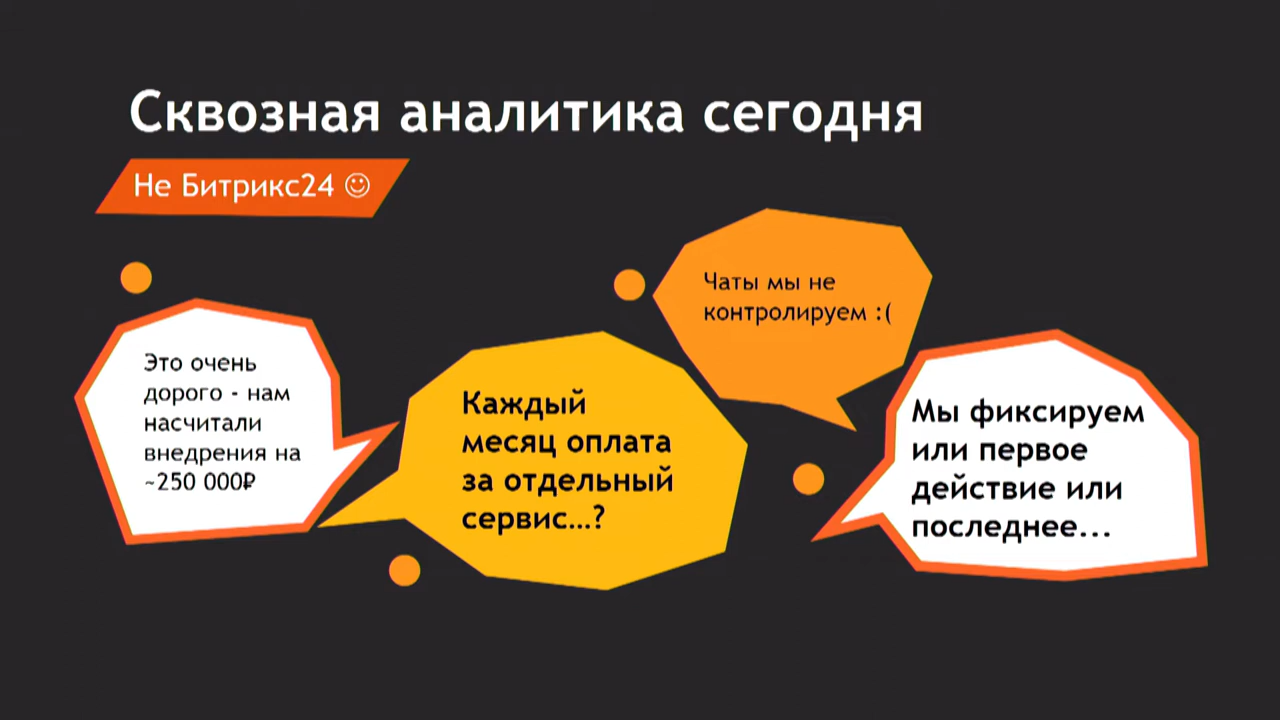 Сквозная аналитика сегодня
Не Битрикс24 ☺
Это очень
дорого - нам
насчитали
внедрения на
~250 000₽
Каждый
месяц оплата
за отдельный
сервис...?
Чаты мы не
контролируем :(
Мы фиксируем
или первое
действие или
последнее...